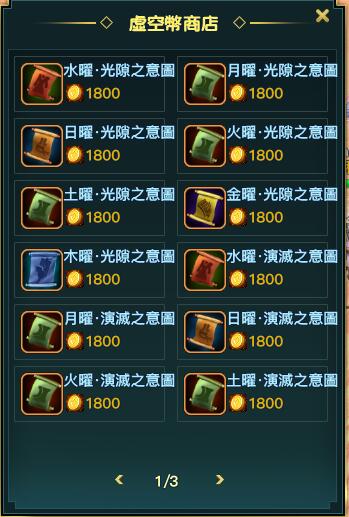 虛空幣商店
水曜·光隙之意圖
1800
月曜·光隙之意圖
1800
日曜·光隙之意圖
1800
火曜·光隙之意圖
1800
土曜·光隙之意圖
1800
金曜·光隙之意圖
1800
木曜·光隙之意圖
1800
水曜·演滅之意圖
1800
月曜·演滅之意圖
1800
日曜·演滅之意圖
1800
火曜·演滅之意圖
1800
土曜·演滅之意圖
1800
1/3